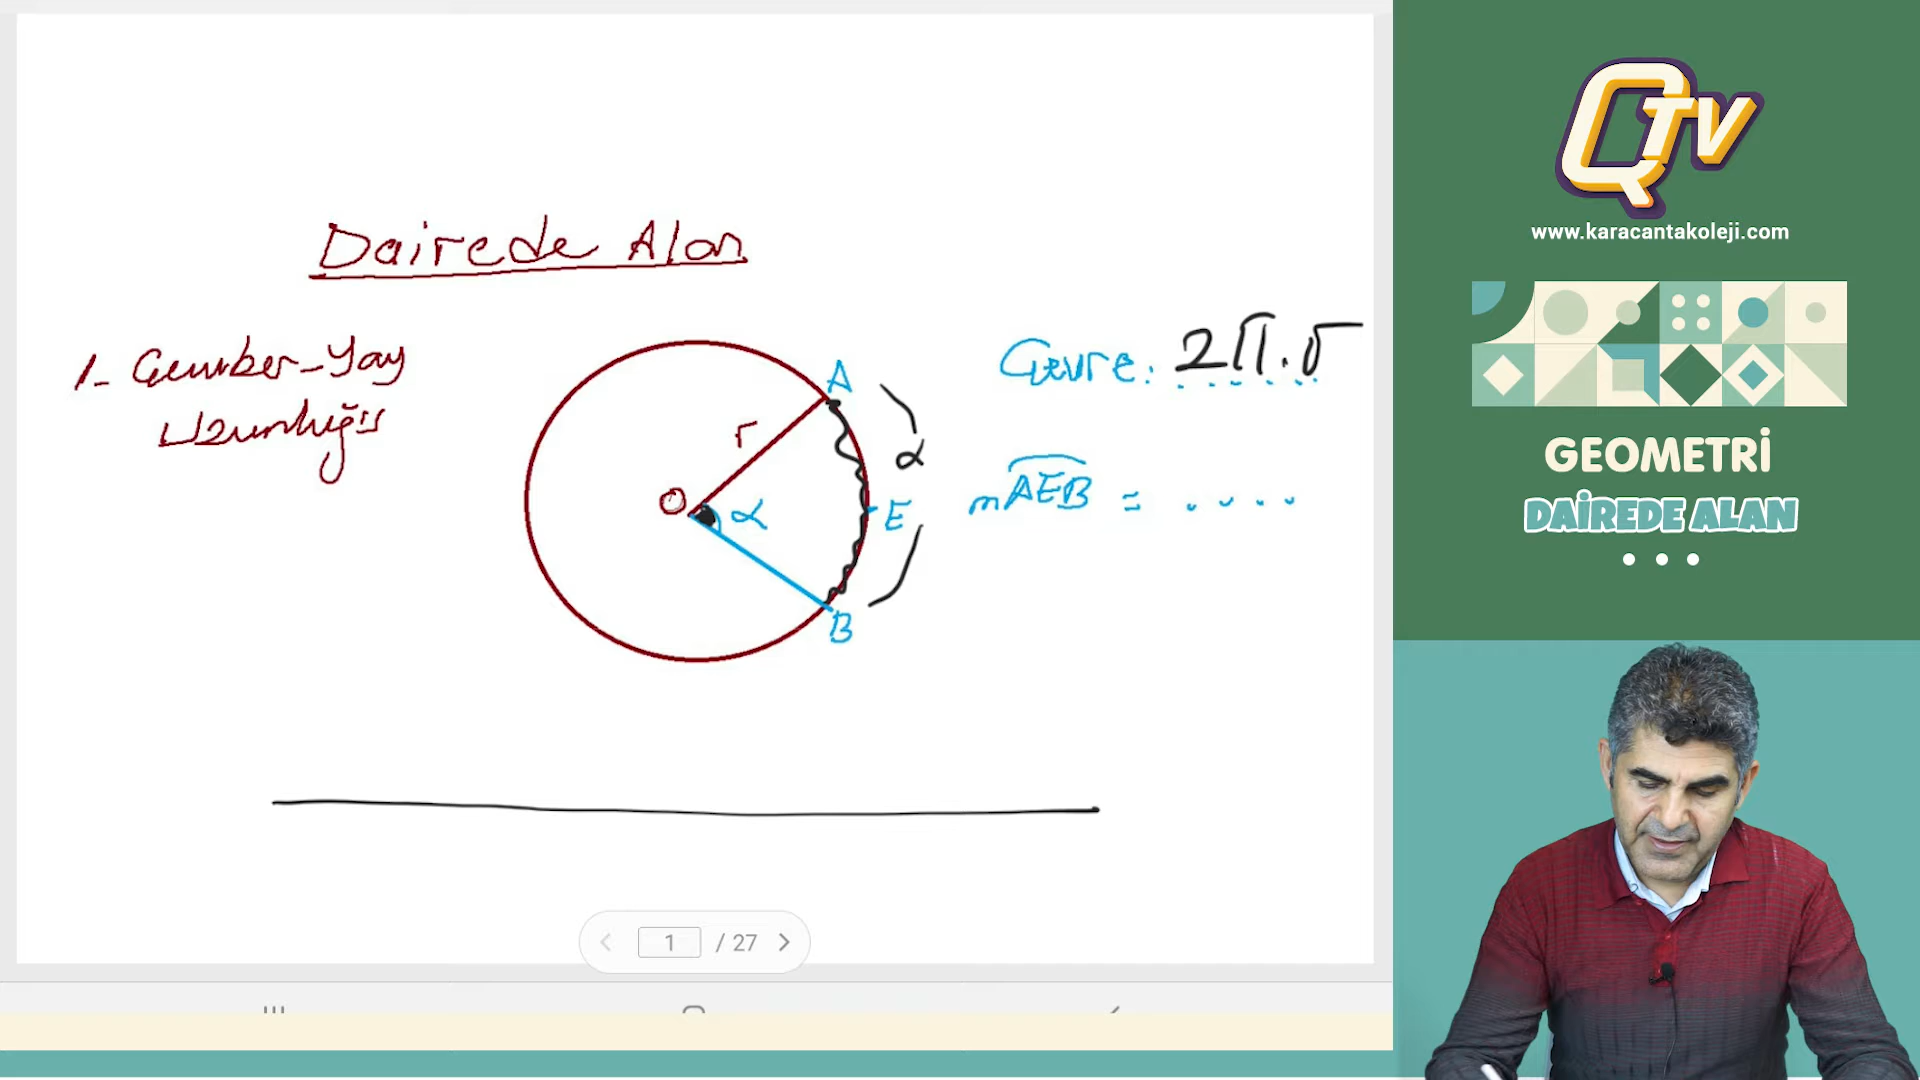 Dairede Alan
1- Çember-Yay
Uzunluğu
A
r
O
α
E
B
α
Çevre: 2π.r
mAEB = ....
1 / 27
QTV
www.karacantakoleji.com
GEOMETRİ
DAİREDE ALAN